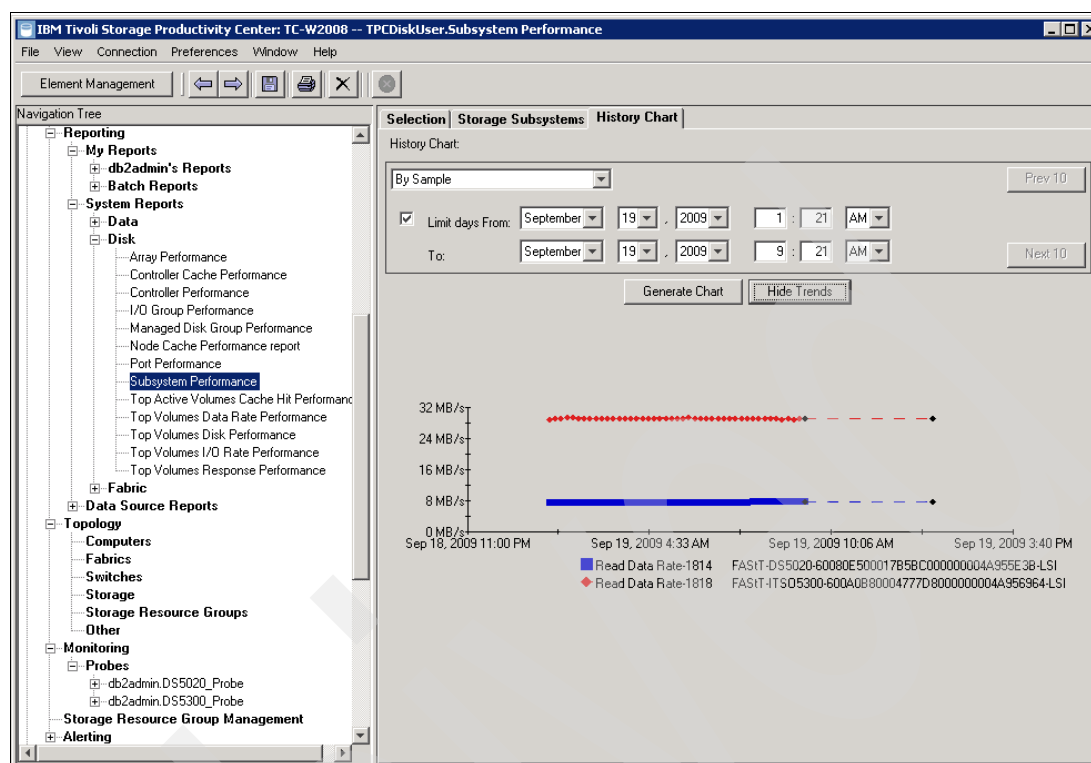 IBM Tivoli Storage Productivity Center: TC-W2008 -- TPCDiskUser.Subsystem Performance
File View Connection Preferences Window Help
Element Management
Navigation Tree
Reporting
My Reports
db2admin's Reports
Batch Reports
System Reports
Data
Disk
Array Performance
Controller Cache Performance
Controller Performance
I/O Group Performance
Managed Disk Group Performance
Node Cache Performance report
Port Performance
Subsystem Performance
Top Active Volumes Cache Hit Performanc
Top Volumes Data Rate Performance
Top Volumes Disk Performance
Top Volumes I/O Rate Performance
Top Volumes Response Performance
Fabric
Data Source Reports
Topology
Computers
Fabrics
Switches
Storage
Storage Resource Groups
Other
Monitoring
Probes
db2admin.DS5020_Probe
db2admin.DS5300_Probe
Storage Resource Group Management
Alerting
Selection Storage Subsystems History Chart
History Chart:
By Sample Prev 10
Limit days From: September 19 , 2009 1 : 21 AM
To: September 19 , 2009 9 : 21 AM Next 10
Generate Chart Hide Trends
32 MB/s
24 MB/s
16 MB/s
8 MB/s
0 MB/s
Sep 18, 2009 11:00 PM Sep 19, 2009 4:33 AM Sep 19, 2009 10:06 AM Sep 19, 2009 3:40 PM
Read Data Rate-1814 FAStT-DS5020-60080E500017B5BC000000004A955E3B-LSI
Read Data Rate-1818 FAStT-ITSO5300-600A0B80004777D8000000004A956964-LSI